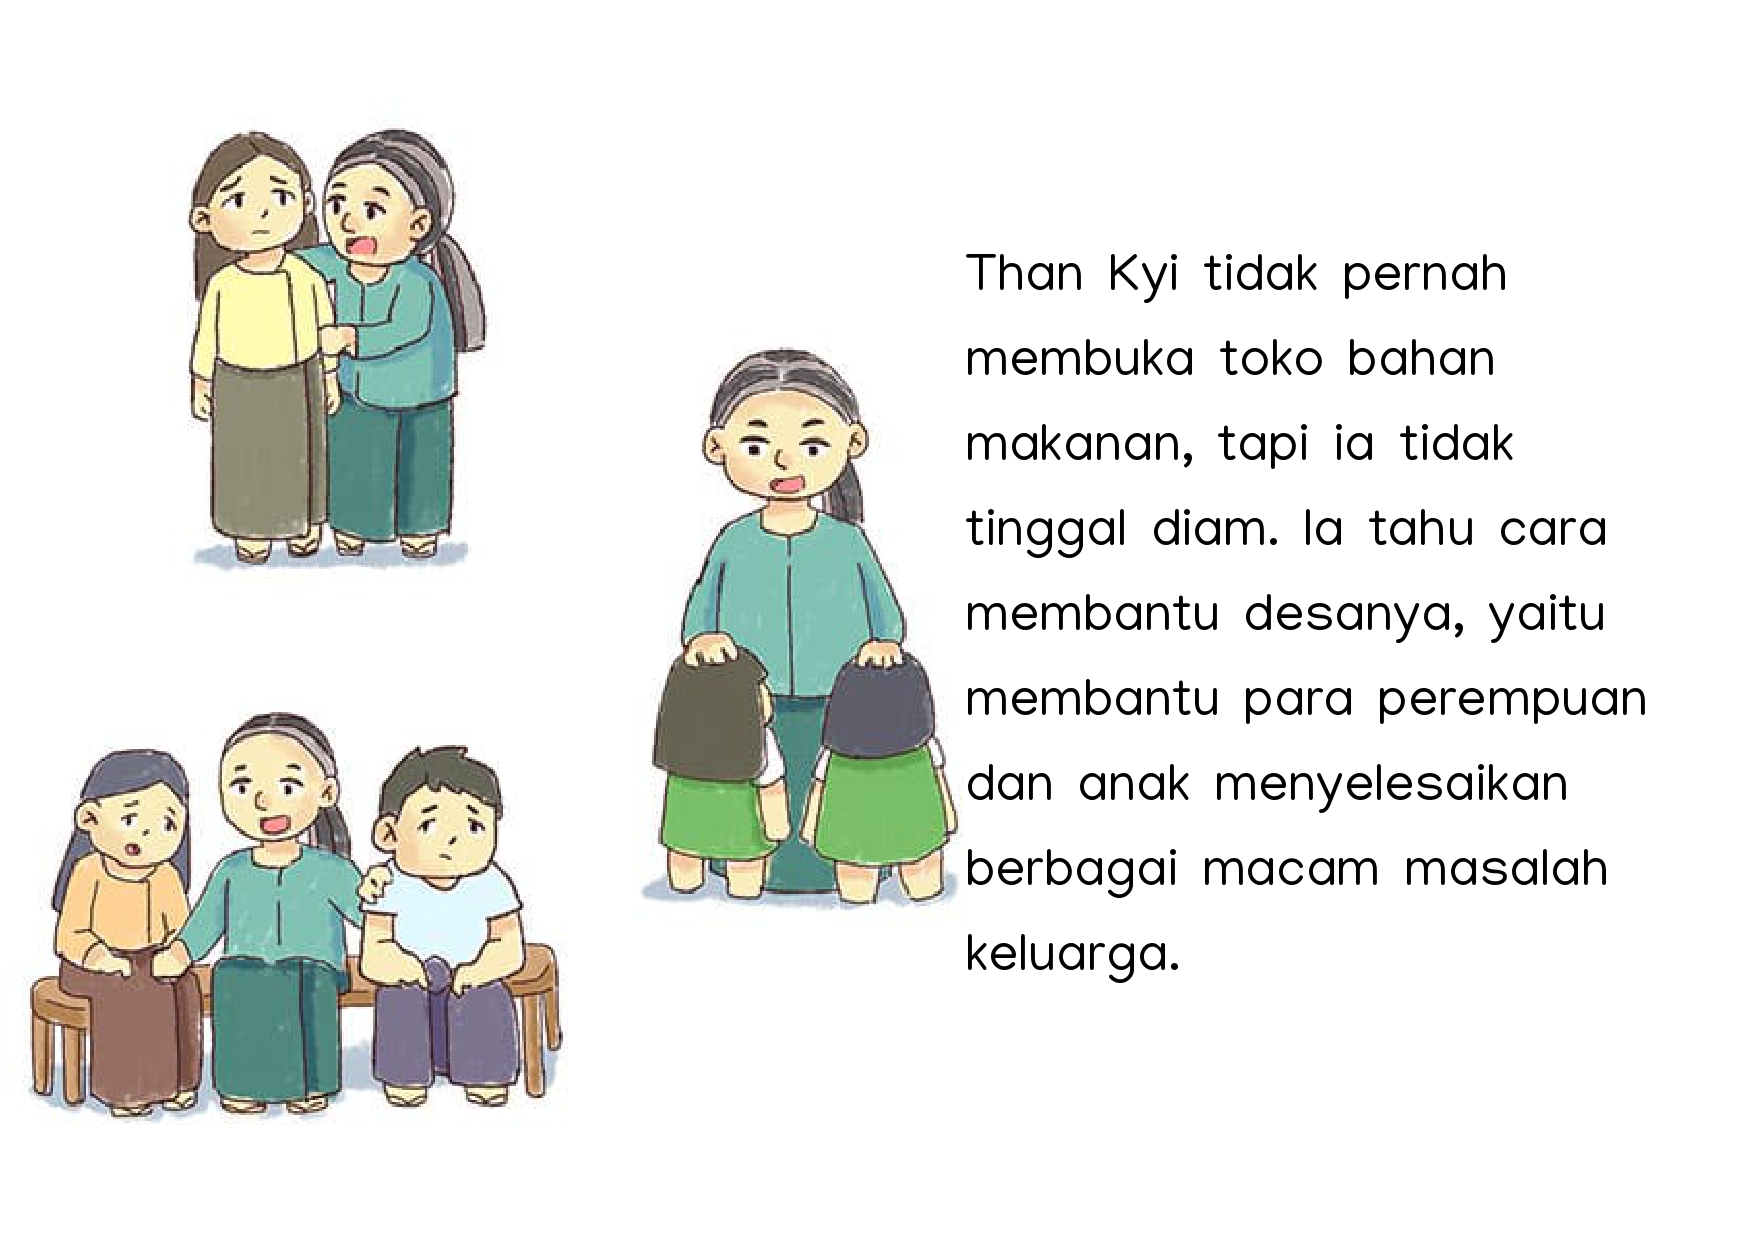 Than Kyi tidak pernah
membuka toko bahan
makanan, tapi ia tidak
tinggal diam. Ia tahu cara
membantu desanya, yaitu
membantu para perempuan
dan anak menyelesaikan
berbagai macam masalah
keluarga.